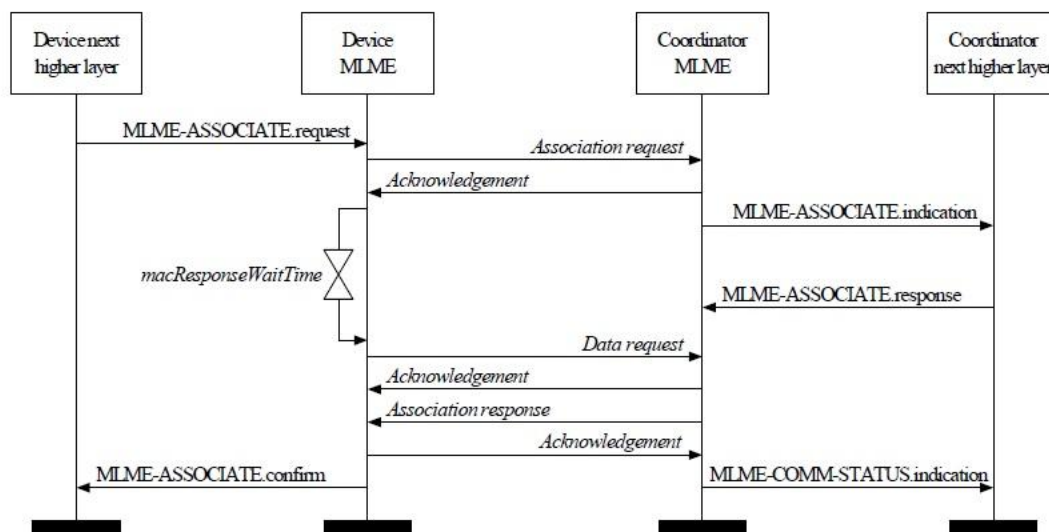 Device next
higher layer
Device
MLME
Coordinator
MLME
Coordinator
next higher layer
MLME-ASSOCIATE.request
Association request
Acknowledgement
MLME-ASSOCIATE.indication
macResponseWaitTime
MLME-ASSOCIATE.response
Data request
Acknowledgement
Association response
Acknowledgement
MLME-ASSOCIATE.confirm
MLME-COMM-STATUS.indication